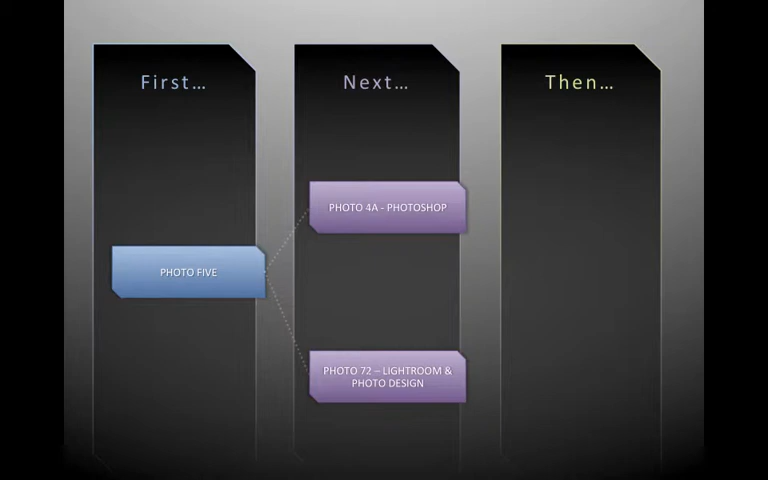 First…
Next…
Then…
PHOTO 4A - PHOTOSHOP
PHOTO FIVE
PHOTO 72 – LIGHTROOM &
PHOTO DESIGN